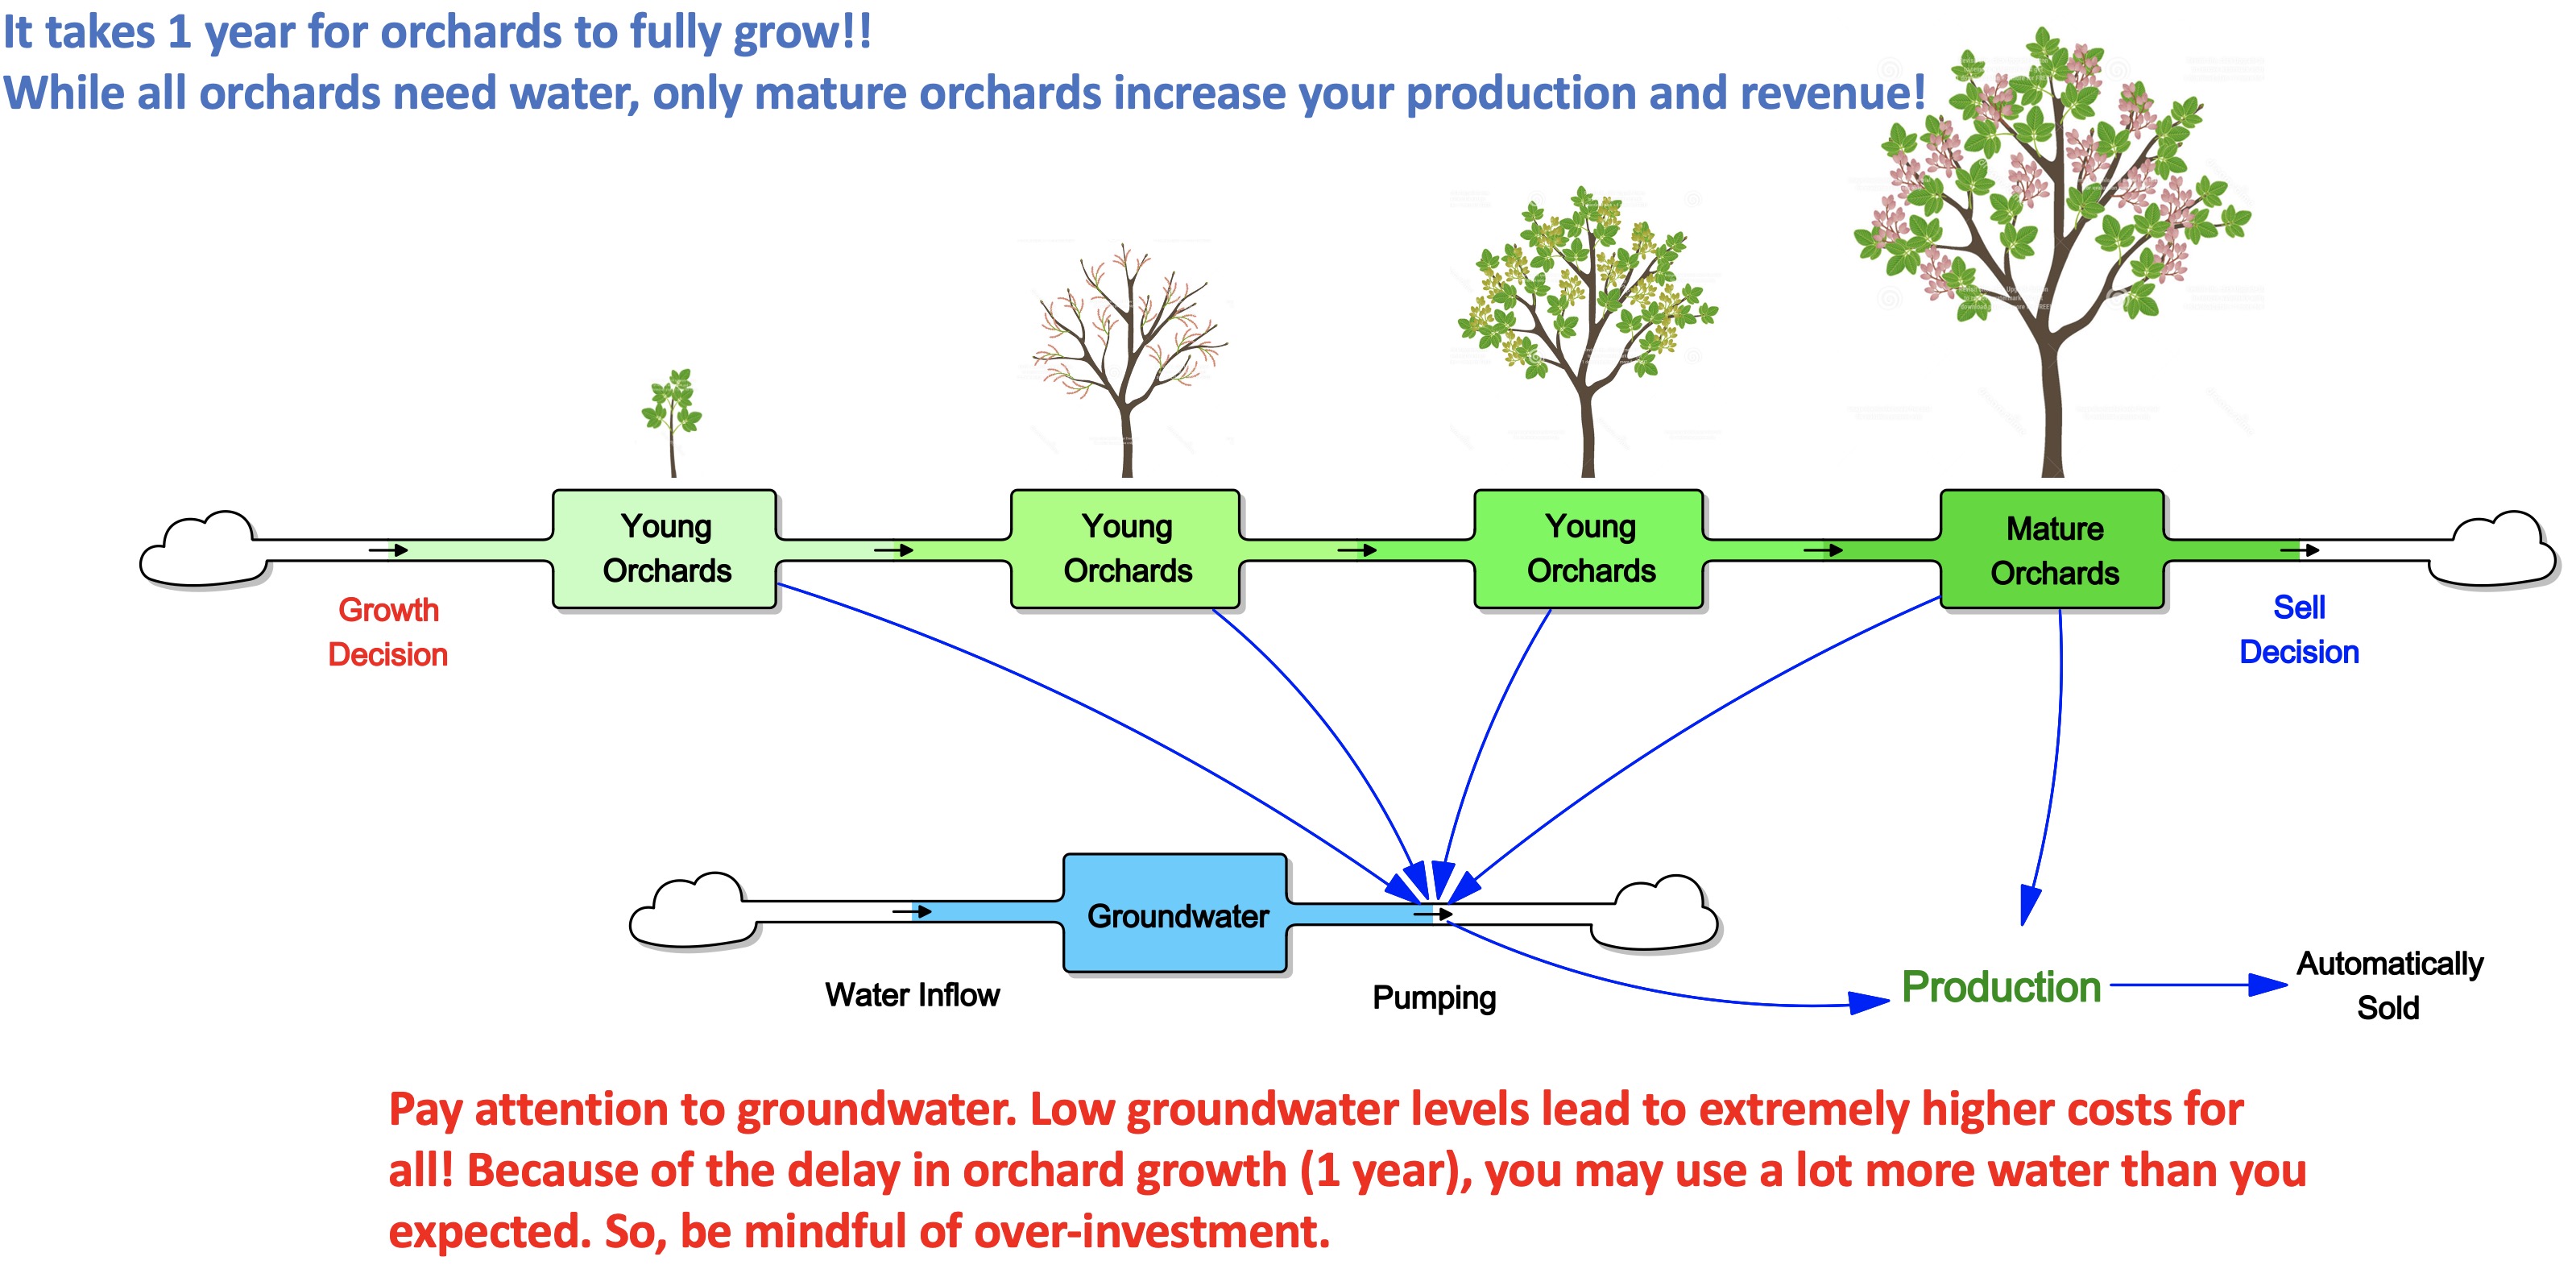 It takes 1 year for orchards to fully grow!!
While all orchards need water, only mature orchards increase your production and revenue!
Young
Orchards
Young
Orchards
Young
Orchards
Mature
Orchards
Growth
Decision
Sell
Decision
Groundwater
Water Inflow
Pumping
Production
Automatically
Sold
Pay attention to groundwater. Low groundwater levels lead to extremely higher costs for
all! Because of the delay in orchard growth (1 year), you may use a lot more water than you
expected. So, be mindful of over-investment.